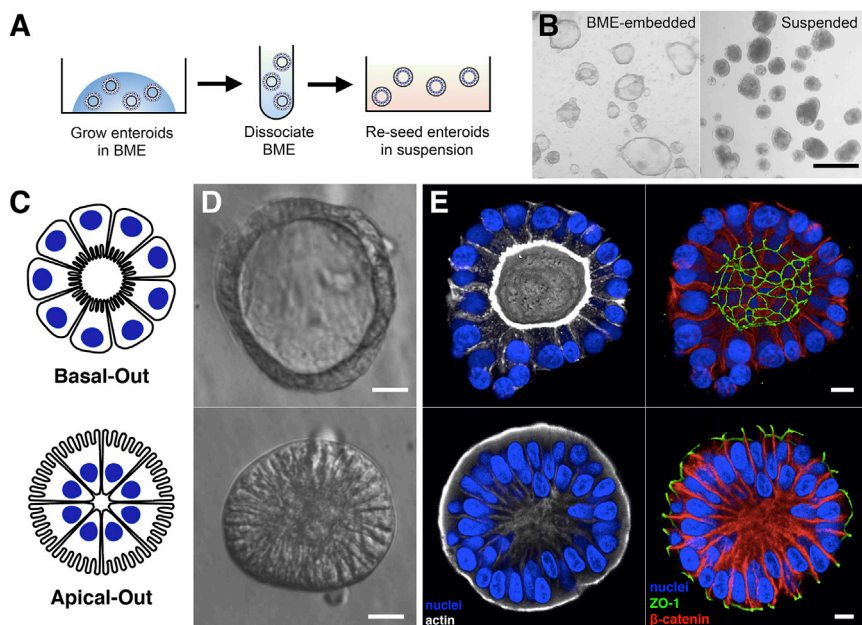 A
Grow enteroids
in BME
Dissociate
BME
Re-seed enteroids
in suspension
B
BME-embedded
Suspended
C
Basal-Out
Apical-Out
D
E
nuclei
actin
nuclei
ZO-1
β-catenin